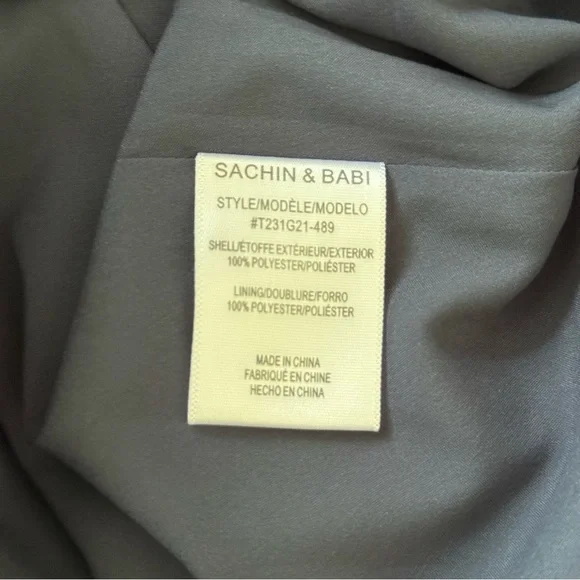 SACHIN & BABI
STYLE/MODÈLE/MODELO
#T231G21-489
SHELL/ÉTOFFE EXTÉRIEUR/EXTERIOR
100% POLYESTER/POLIÉSTER
LINING/DOUBLURE/FORRO
100% POLYESTER/POLIÉSTER
MADE IN CHINA
FABRIQUÉ EN CHINE
HECHO EN CHINA